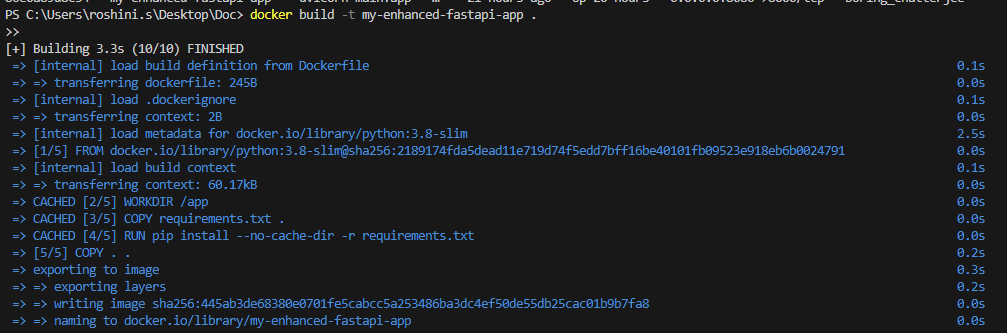 PS C:\Users\roshini.s\Desktop\Doc> docker build -t my-enhanced-fastapi-app .
>>
[+] Building 3.3s (10/10) FINISHED
=> [internal] load build definition from Dockerfile 0.1s
=> => transferring dockerfile: 245B 0.0s
=> [internal] load .dockerignore 0.1s
=> => transferring context: 2B 0.0s
=> [internal] load metadata for docker.io/library/python:3.8-slim 2.5s
=> [1/5] FROM docker.io/library/python:3.8-slim@sha256:2189174fda5dead11e719d74f5edd7bff16be40101fb09523e918eb6b0024791 0.0s
=> [internal] load build context 0.1s
=> => transferring context: 60.17kB 0.0s
=> CACHED [2/5] WORKDIR /app 0.0s
=> CACHED [3/5] COPY requirements.txt . 0.0s
=> CACHED [4/5] RUN pip install --no-cache-dir -r requirements.txt 0.0s
=> [5/5] COPY . . 0.2s
=> exporting to image 0.3s
=> => exporting layers 0.2s
=> => writing image sha256:445ab3de68380e0701fe5cabcc5a253486ba3dc4ef50de55db25cac01b9b7fa8 0.0s
=> => naming to docker.io/library/my-enhanced-fastapi-app 0.0s